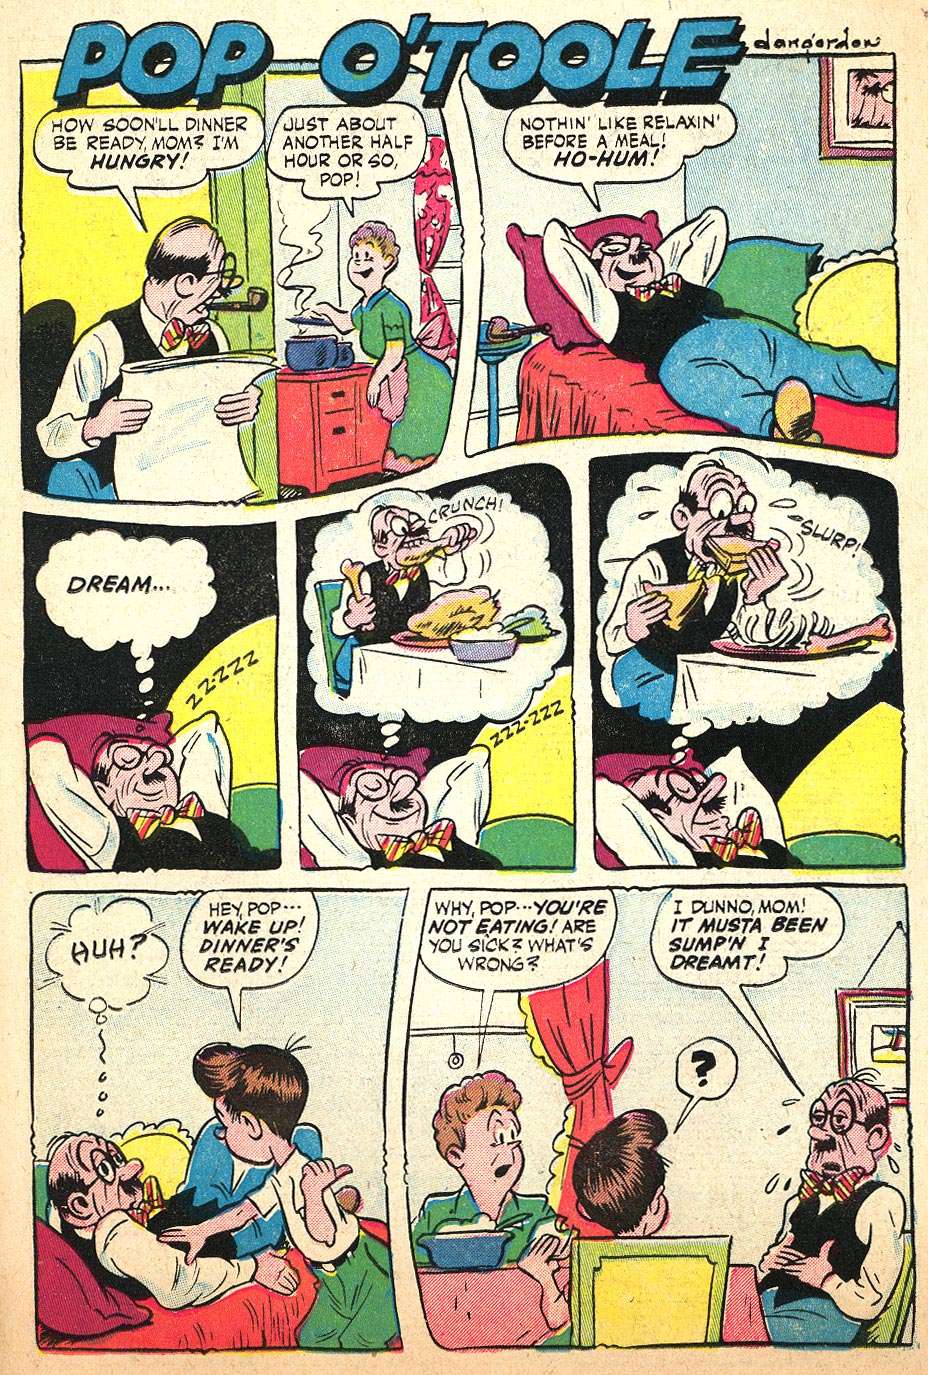 POP O'TOOLE
dangordon
HOW SOON'LL DINNER
BE READY, MOM? I'M
HUNGRY!
JUST ABOUT
ANOTHER HALF
HOUR OR SO,
POP!
NOTHIN' LIKE RELAXIN'
BEFORE A MEAL!
HO-HUM!
DREAM...
ZZ-ZZZ
CRUNCH!
ZZZ-ZZZ
SLURP!
HUH?
HEY, POP---
WAKE UP!
DINNER'S
READY!
WHY, POP---YOU'RE
NOT EATING! ARE
YOU SICK? WHAT'S
WRONG?
?
I DUNNO, MOM!
IT MUSTA BEEN
SUMP'N I
DREAMT!